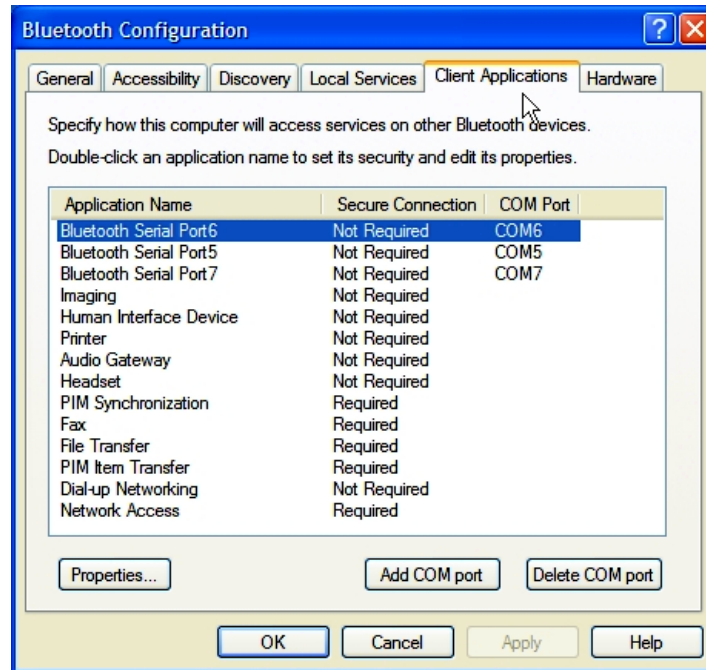 Bluetooth Configuration
General Accessibility Discovery Local Services Client Applications Hardware
Specify how this computer will access services on other Bluetooth devices.
Double-click an application name to set its security and edit its properties.
Application Name Secure Connection COM Port
Bluetooth Serial Port6 Not Required COM6
Bluetooth Serial Port5 Not Required COM5
Bluetooth Serial Port7 Not Required COM7
Imaging Not Required
Human Interface Device Not Required
Printer Not Required
Audio Gateway Not Required
Headset Not Required
PIM Synchronization Required
Fax Required
File Transfer Required
PIM Item Transfer Required
Dial-up Networking Not Required
Network Access Required
Properties... Add COM port Delete COM port
OK Cancel Apply Help